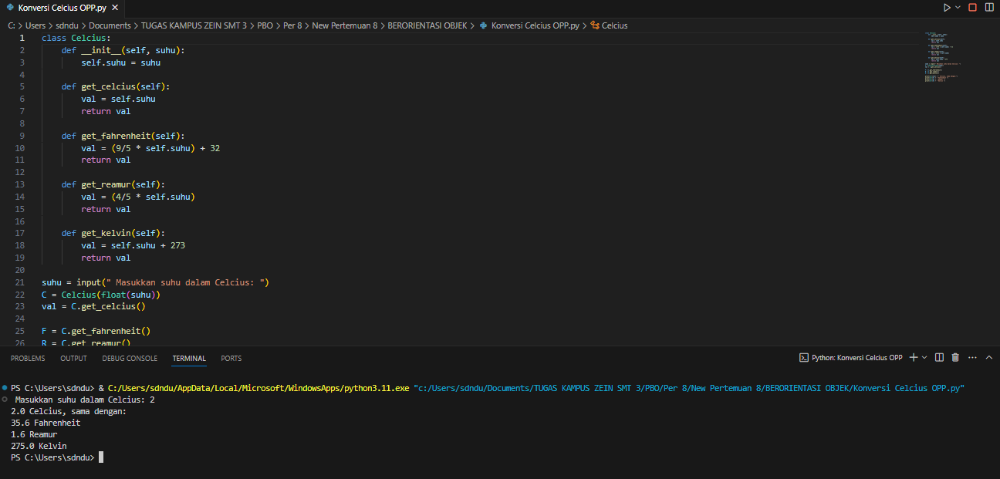 Konversi Celcius OPP.py
C: > Users > sdndu > Documents > TUGAS KAMPUS ZEIN SMT 3 > PBO > Per 8 > New Pertemuan 8 > BERORIENTASI OBJEK > Konversi Celcius OPP.py > Celcius
1 class Celcius:
2     def __init__(self, suhu):
3         self.suhu = suhu
4
5     def get_celcius(self):
6         val = self.suhu
7         return val
8
9     def get_fahrenheit(self):
10         val = (9/5 * self.suhu) + 32
11         return val
12
13     def get_reamur(self):
14         val = (4/5 * self.suhu)
15         return val
16
17     def get_kelvin(self):
18         val = self.suhu + 273
19         return val
20
21 suhu = input(" Masukkan suhu dalam Celcius: ")
22 C = Celcius(float(suhu))
23 val = C.get_celcius()
24
25 F = C.get_fahrenheit()
26 R = C.get_reamur()
PROBLEMS OUTPUT DEBUG CONSOLE TERMINAL PORTS Python: Konversi Celcius OPP
PS C:\Users\sdndu> & C:/Users/sdndu/AppData/Local/Microsoft/WindowsApps/python3.11.exe "c:/Users/sdndu/Documents/TUGAS KAMPUS ZEIN SMT 3/PBO/Per 8/New Pertemuan 8/BERORIENTASI OBJEK/Konversi Celcius OPP.py"
Masukkan suhu dalam Celcius: 2
2.0 Celcius, sama dengan:
35.6 Fahrenheit
1.6 Reamur
275.0 Kelvin
PS C:\Users\sdndu>